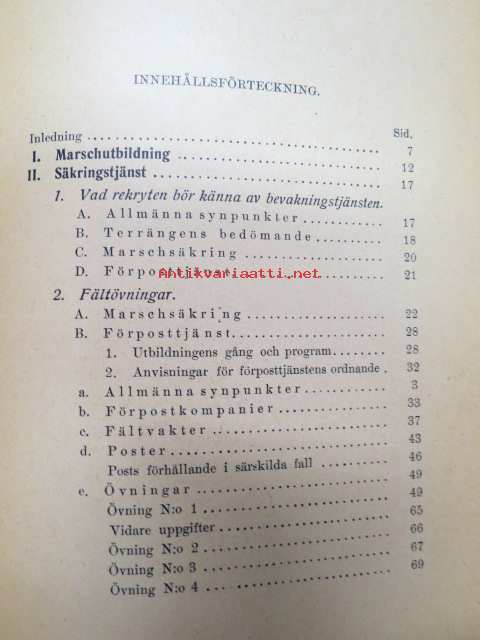 INNEHÅLLSFÖRTECKNING.
Sid.
Inledning 7
I. Marschutbildning 12
II. Säkringstjänst 17
1. Vad rekryten bör känna av bevakningstjänsten.
A. Allmänna synpunkter 17
B. Terrängens bedömande 18
C. Marschsäkring 20
D. Förposttjänst 21
Antikvariaatti.net
2. Fältövningar.
A. Marschsäkring 22
B. Förposttjänst 28
1. Utbildningens gång och program 28
2. Anvisningar för förposttjänstens ordnande 32
a. Allmänna synpunkter 3
b. Förpostkompanier 33
c. Fältvakter 37
d. Poster 43
Posts förhållande i särskilda fall 46
e. Övningar 49
Övning N:o 1 49
Vidare uppgifter 65
Övning N:o 2 66
Övning N:o 3 67
Övning N:o 4 69